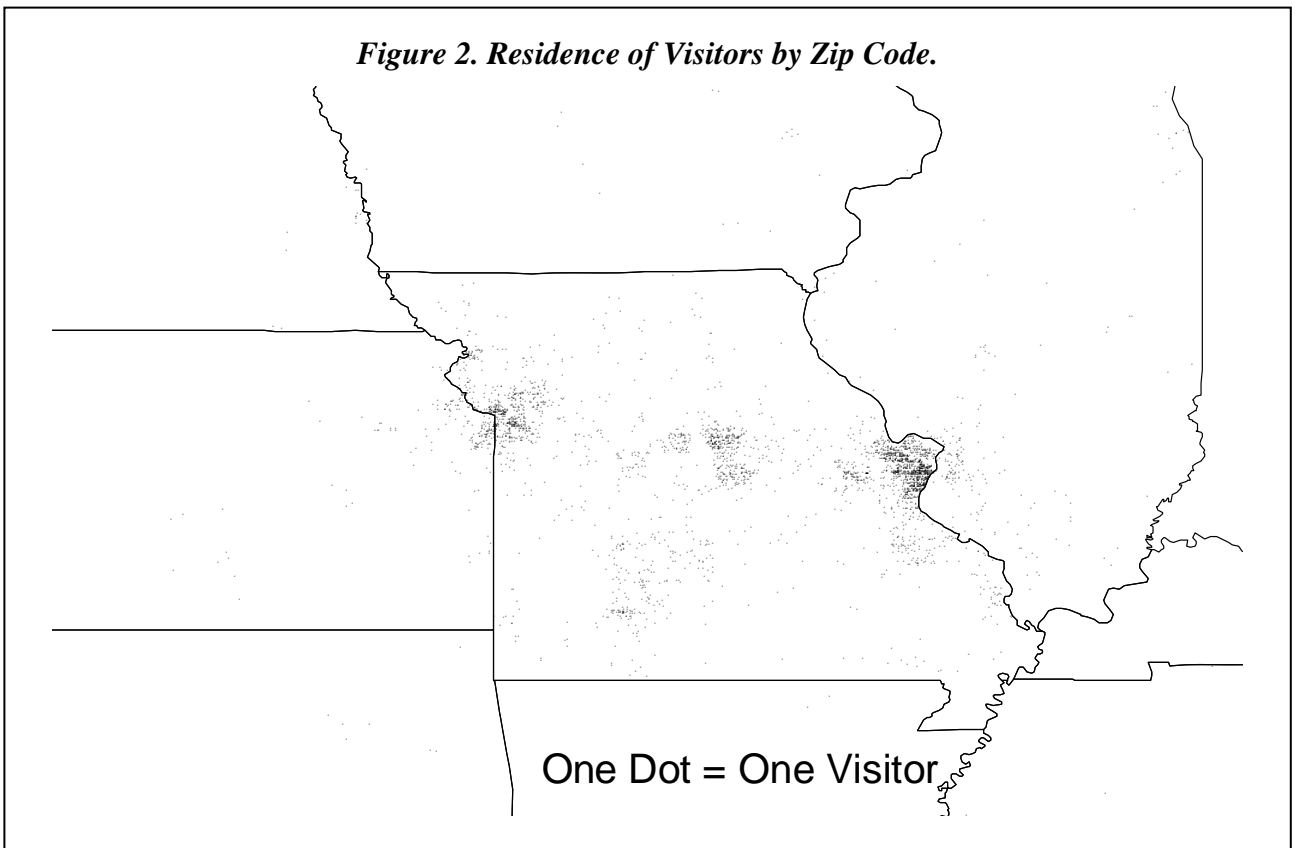 Figure 2. Residence of Visitors by Zip Code.
One Dot = One Visitor